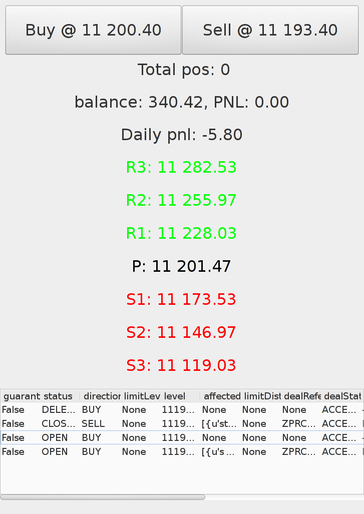 Buy @ 11 200.40 Sell @ 11 193.40
Total pos: 0
balance: 340.42, PNL: 0.00
Daily pnl: -5.80
R3: 11 282.53
R2: 11 255.97
R1: 11 228.03
P: 11 201.47
S1: 11 173.53
S2: 11 146.97
S3: 11 119.03
guarant status direction limitLev level affected limitDist dealRefe dealStat
False DELE... BUY None 1119... None None None ACCE...
False CLOS... SELL None 1119... [{u'st... None ZPRC... ACCE...
False OPEN BUY None 1119... None None None ACCE...
False OPEN BUY None 1119... [{u's... None ZPRC... ACCE...